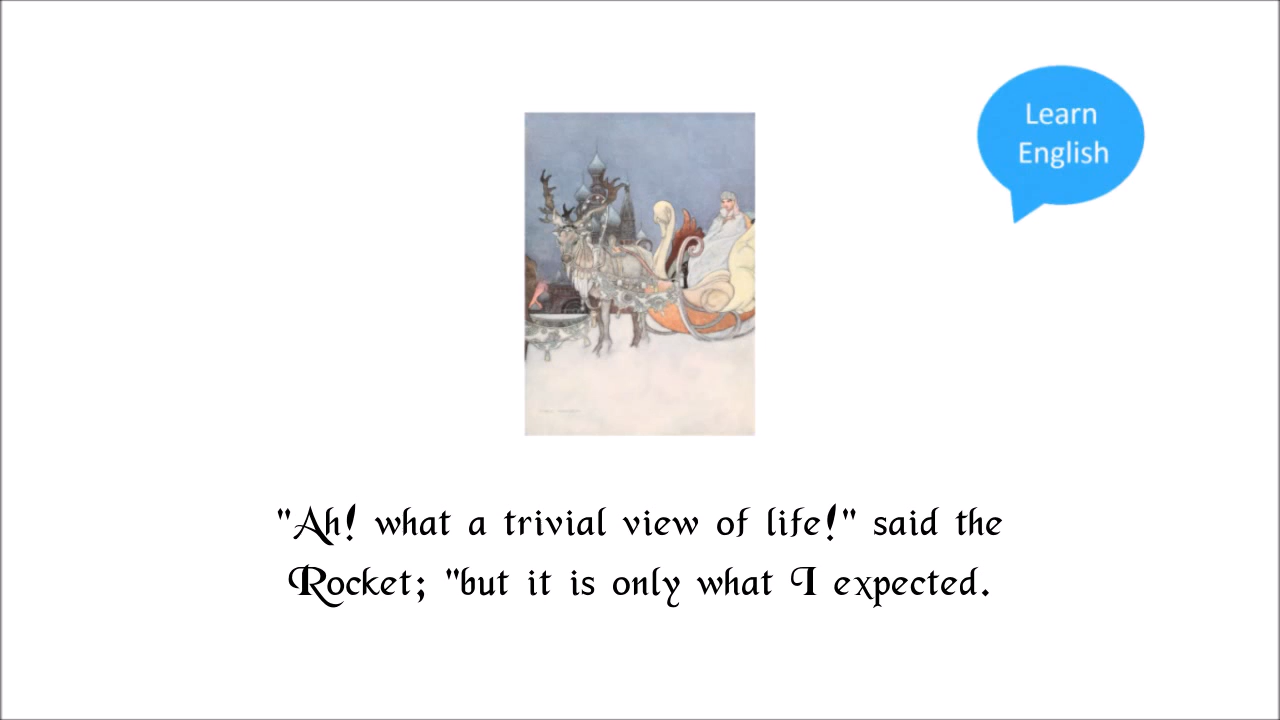 Learn
English
"Ah! what a trivial view of life!" said the
Rocket; "but it is only what I expected.